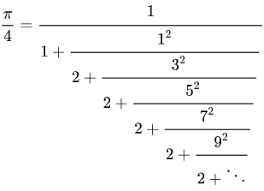 π/4 = 1
1 + 1²
2 + 3²
2 + 5²
2 + 7²
2 + 9²
2 + ⋱